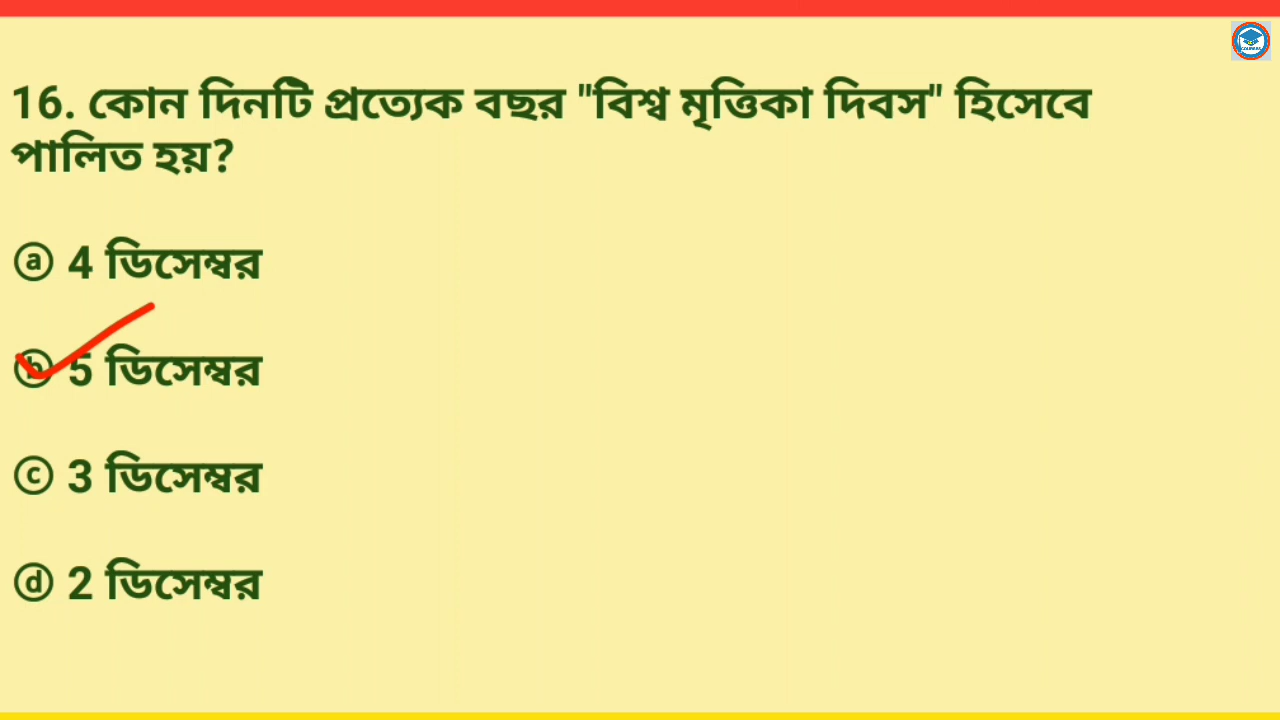 16. কোন দিনটি প্রত্যেক বছর "বিশ্ব মৃত্তিকা দিবস" হিসেবে
পালিত হয়?
ⓐ 4 ডিসেম্বর
ⓑ 5 ডিসেম্বর
ⓒ 3 ডিসেম্বর
ⓓ 2 ডিসেম্বর